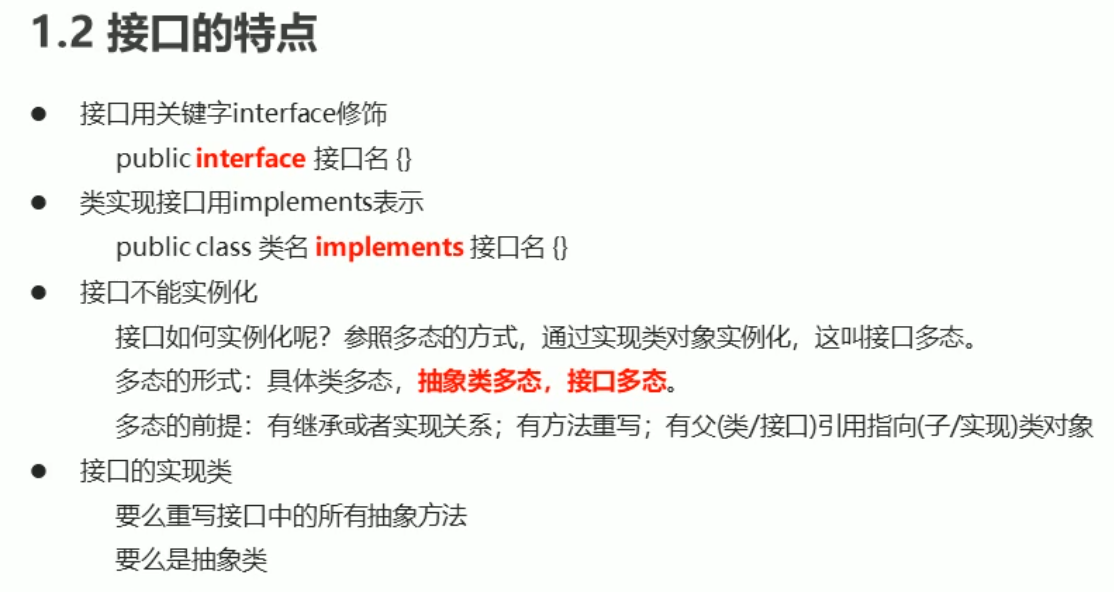 1.2 接口的特点
● 接口用关键字interface修饰
public interface 接口名 {}
● 类实现接口用implements表示
public class 类名 implements 接口名 {}
● 接口不能实例化
接口如何实例化呢？参照多态的方式，通过实现类对象实例化，这叫接口多态。
多态的形式：具体类多态，抽象类多态，接口多态。
多态的前提：有继承或者实现关系；有方法重写；有父(类/接口)引用指向(子/实现)类对象
● 接口的实现类
要么重写接口中的所有抽象方法
要么是抽象类